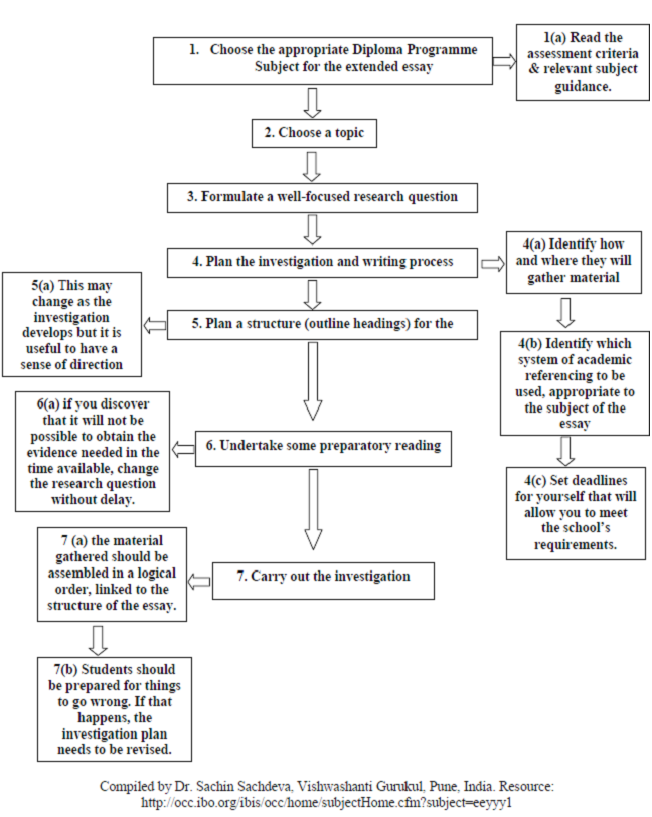 1. Choose the appropriate Diploma Programme
Subject for the extended essay
1(a) Read the
assessment criteria
& relevant subject
guidance.
2. Choose a topic
3. Formulate a well-focused research question
4. Plan the investigation and writing process
4(a) Identify how
and where they will
gather material
4(b) Identify which
system of academic
referencing to be
used, appropriate to
the subject of the
essay
4(c) Set deadlines
for yourself that will
allow you to meet
the school's
requirements.
5. Plan a structure (outline headings) for the
5(a) This may
change as the
investigation
develops but it is
useful to have a
sense of direction
6. Undertake some preparatory reading
6(a) if you discover
that it will not be
possible to obtain the
evidence needed in the
time available, change
the research question
without delay.
7. Carry out the investigation
7 (a) the material
gathered should be
assembled in a logical
order, linked to the
structure of the essay.
7(b) Students should
be prepared for things
to go wrong. If that
happens, the
investigation plan
needs to be revised.
Compiled by Dr. Sachin Sachdeva, Vishwashanti Gurukul, Pune, India. Resource:
http://occ.ibo.org/ibis/occ/home/subjectHome.cfm?subject=eeyyy1